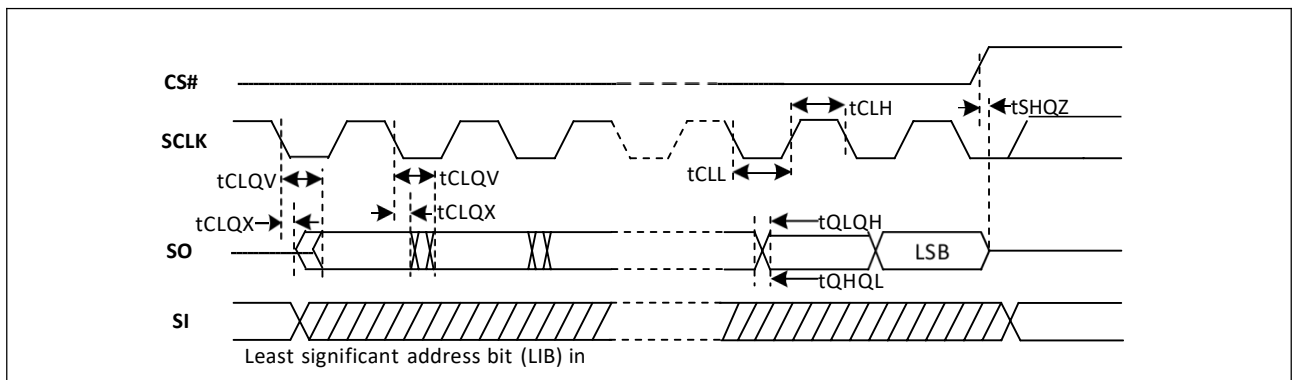 CS#
tSHQZ
tCLH
SCLK
tCLL
tCLQV
tCLQV
tCLQX
tCLQX
tQLQH
SO
LSB
tQHQL
SI
Least significant address bit (LIB) in